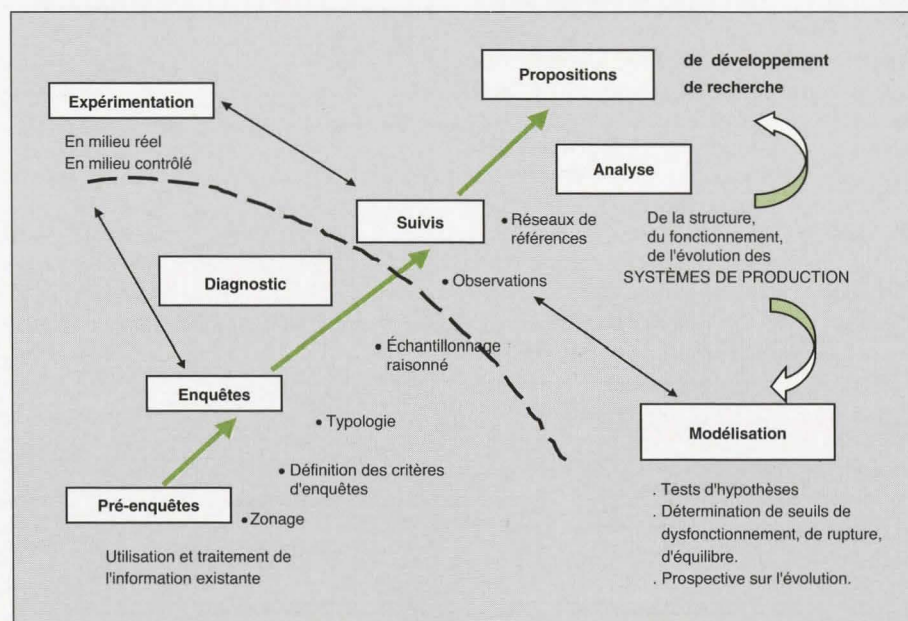 Propositions
de développement
de recherche
Expérimentation
En milieu réel
En milieu contrôlé
Analyse
Suivis
• Réseaux de
références
De la structure,
du fonctionnement,
de l'évolution des
SYSTÈMES DE PRODUCTION
Diagnostic
• Observations
• Échantillonnage
raisonné
Enquêtes
• Typologie
Modélisation
• Définition des critères
d'enquêtes
Pré-enquêtes
• Zonage
. Tests d'hypothèses
. Détermination de seuils de
dysfonctionnement, de rupture,
d'équilibre.
. Prospective sur l'évolution.
Utilisation et traitement de
l'information existante